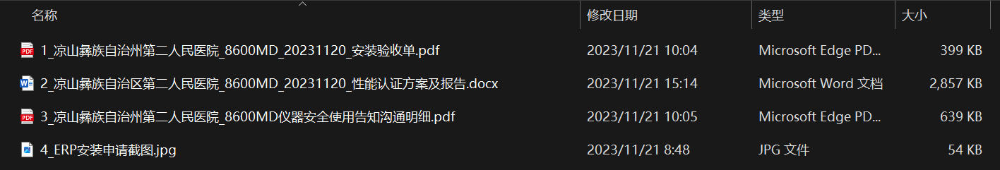 名称 修改日期 类型 大小
1_凉山彝族自治州第二人民医院_8600MD_20231120_安装验收单.pdf 2023/11/21 10:04 Microsoft Edge PD... 399 KB
2_凉山彝族自治区第二人民医院_8600MD_20231120_性能认证方案及报告.docx 2023/11/21 15:14 Microsoft Word 文档 2,857 KB
3_凉山彝族自治州第二人民医院_8600MD仪器安全使用告知沟通明细.pdf 2023/11/21 10:05 Microsoft Edge PD... 639 KB
4_ERP安装申请截图.jpg 2023/11/21 8:48 JPG 文件 54 KB